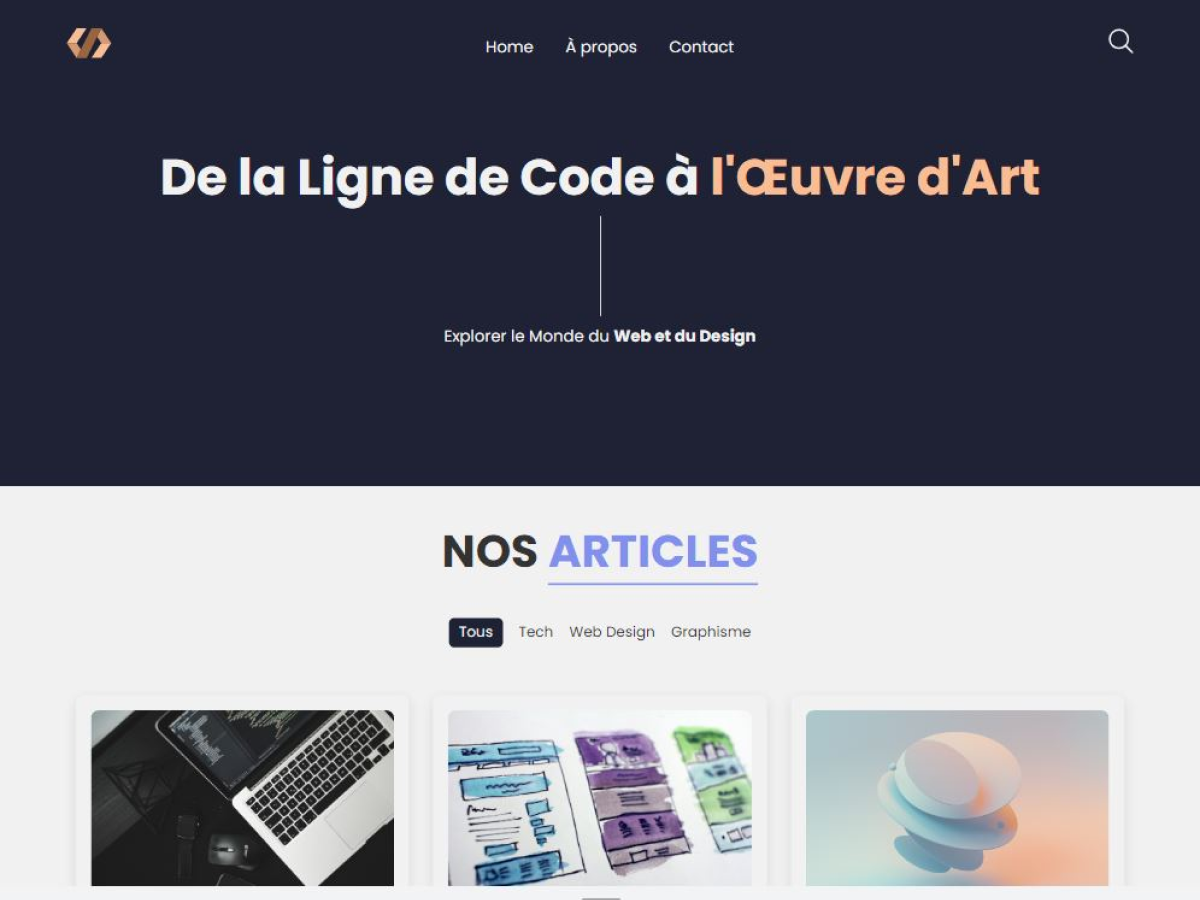 Home À propos Contact
De la Ligne de Code à l'Œuvre d'Art
Explorer le Monde du Web et du Design
NOS ARTICLES
Tous Tech Web Design Graphisme